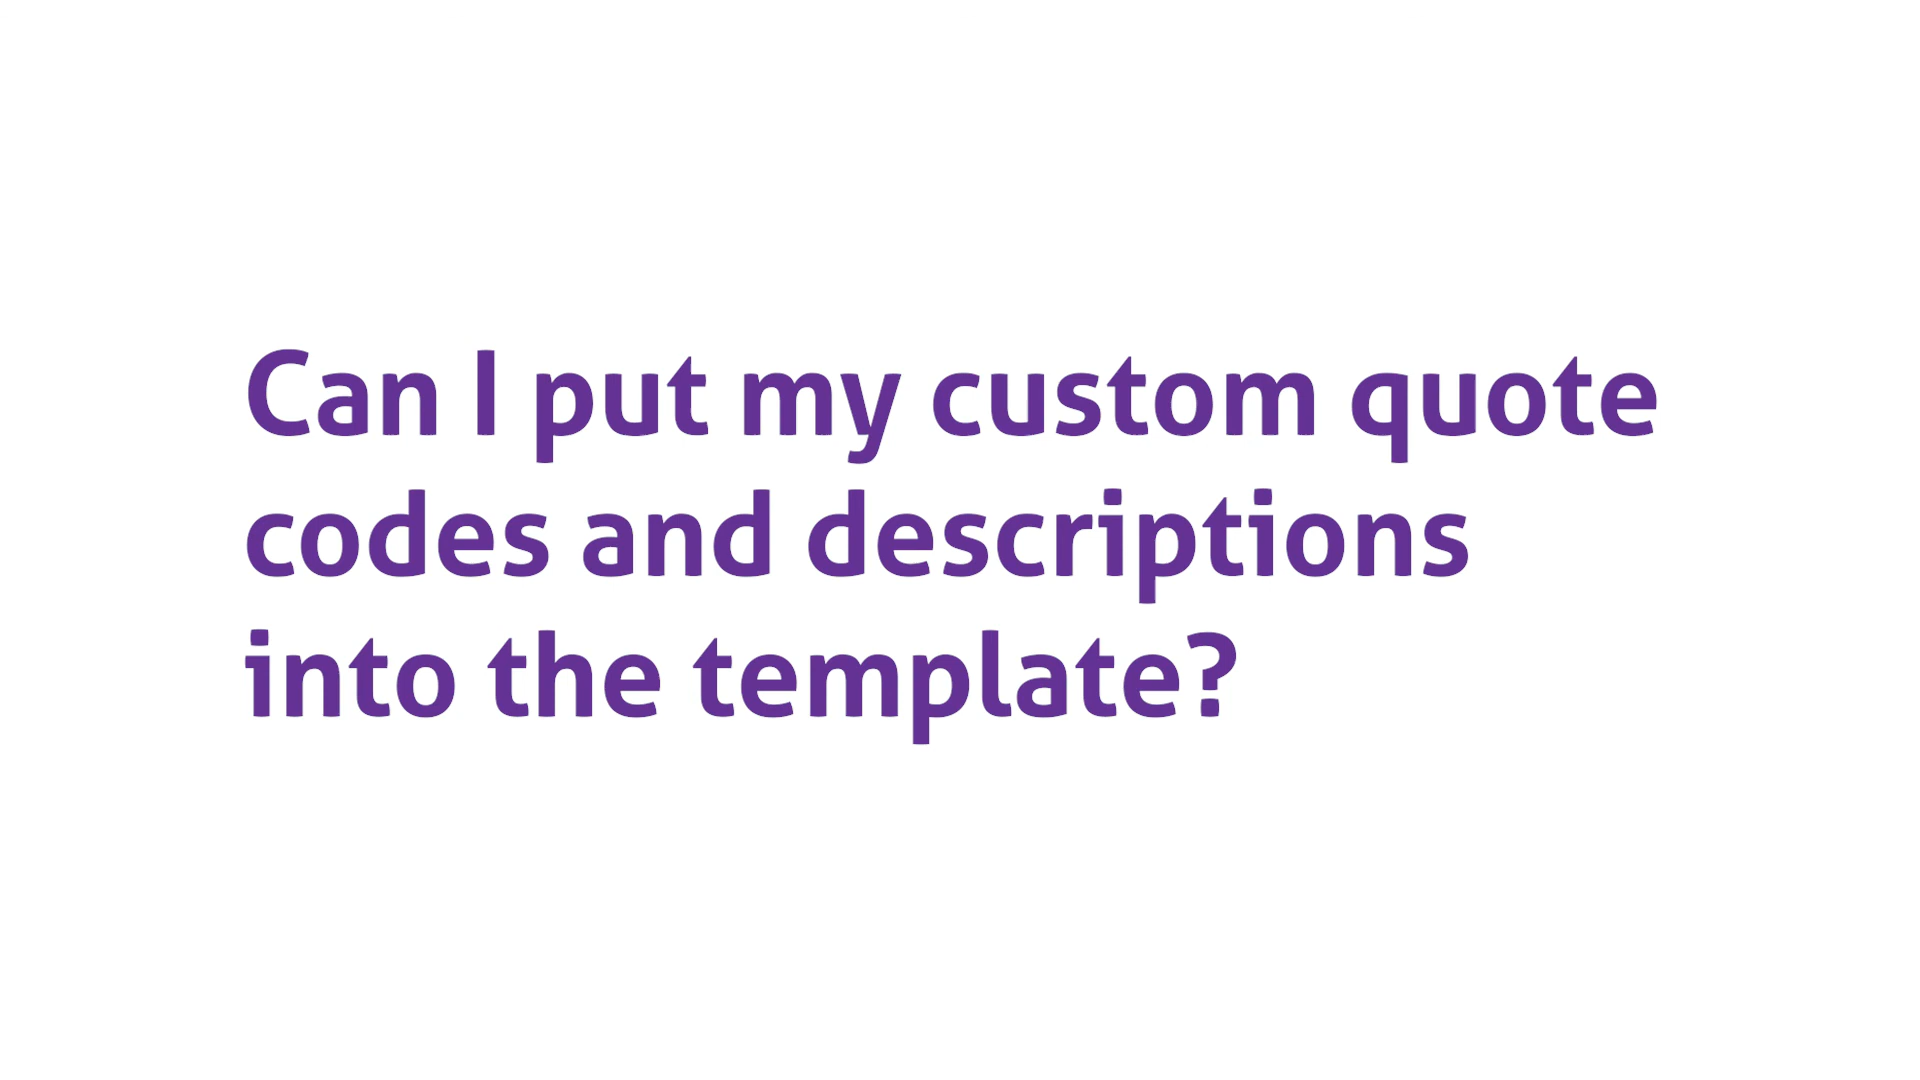 Can I put my custom quote
codes and descriptions
into the template?